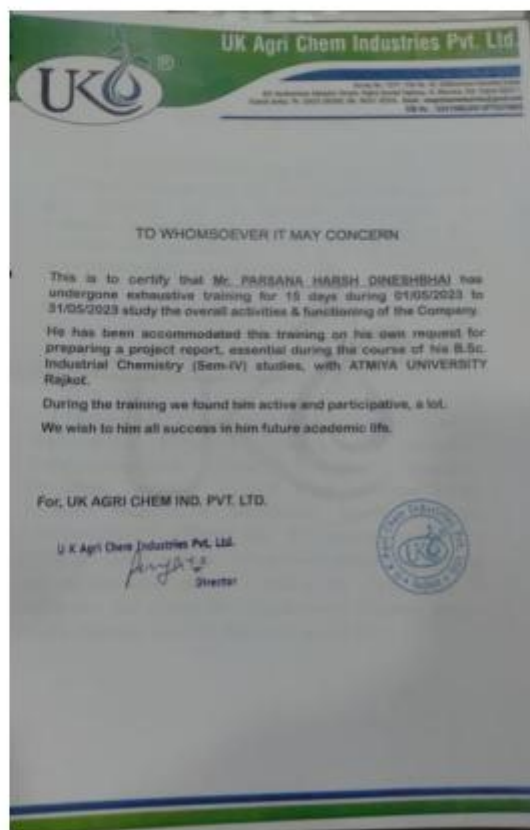 UK Agri Chem Industries Pvt. Ltd
UK
®
TO WHOMSOEVER IT MAY CONCERN
This is to certify that Mr. PARSANA HARSH DINESHBHAI has
undergone exhaustive training for 15 days during 01/05/2023 to
31/05/2023 study the overall activities & functioning of the Company.
He has been accommodated this training on his own request for
preparing a project report, essential during the course of his B.Sc.
Industrial Chemistry (Sem-IV) studies, with ATMIYA UNIVERSITY
Rajkot.
During the training we found him active and participative, a lot.
We wish to him all success in him future academic life.
For, UK AGRI CHEM IND. PVT. LTD.
U K Agri Chem Industries Pvt. Ltd.
Director